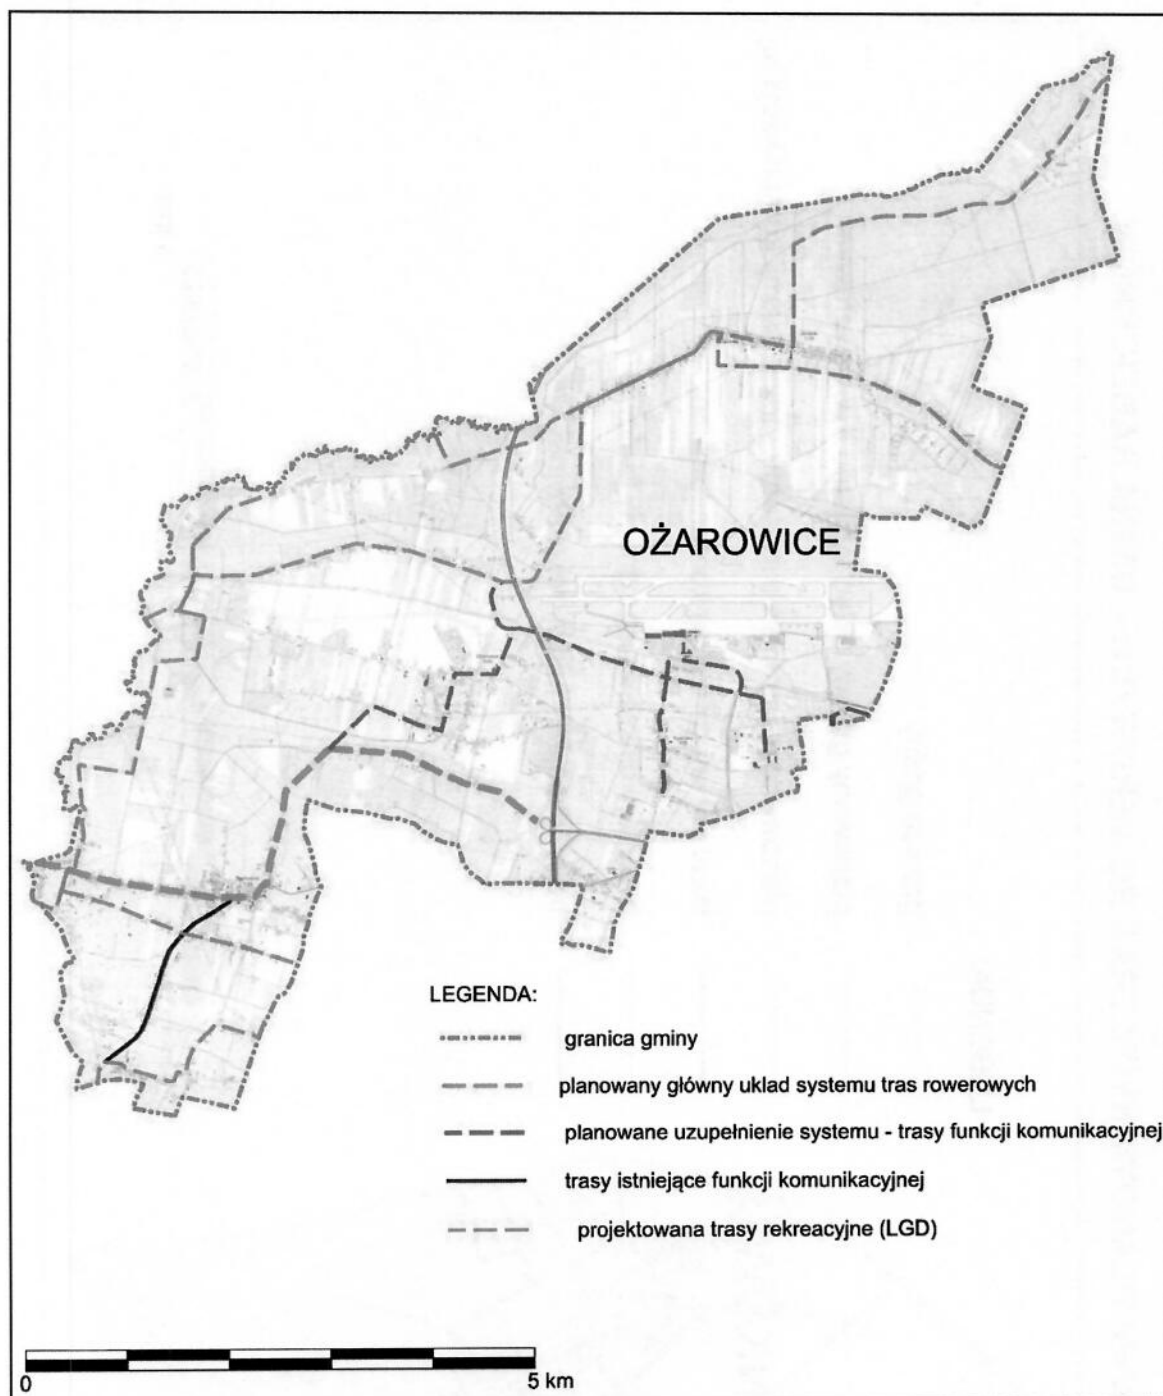 OŻAROWICE
LEGENDA:
granica gminy
planowany główny uklad systemu tras rowerowych
planowane uzupełnienie systemu - trasy funkcji komunikacyjnej
trasy istniejące funkcji komunikacyjnej
projektowana trasy rekreacyjne (LGD)
0 5 km